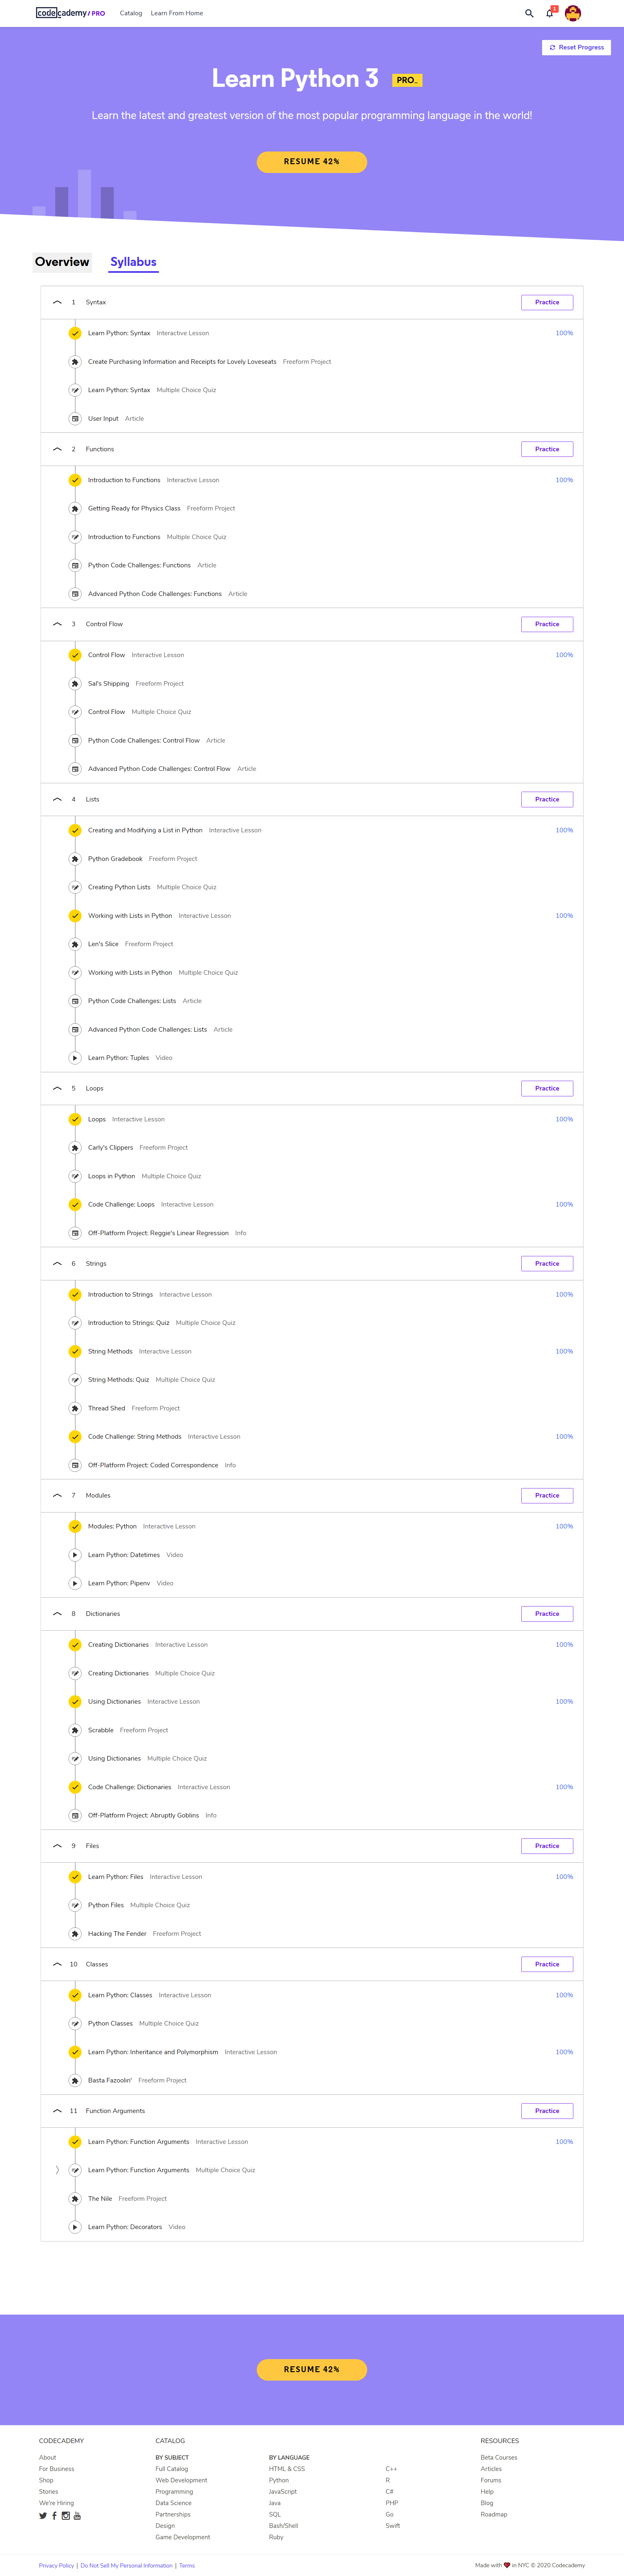 codecademy / PRO Catalog Learn From Home 1
Reset Progress
Learn Python 3 PRO
Learn the latest and greatest version of the most popular programming language in the world!
RESUME 42%
Overview Syllabus
1 Syntax Practice
Learn Python: Syntax Interactive Lesson 100%
Create Purchasing Information and Receipts for Lovely Loveseats Freeform Project
Learn Python: Syntax Multiple Choice Quiz
User Input Article
2 Functions Practice
Introduction to Functions Interactive Lesson 100%
Getting Ready for Physics Class Freeform Project
Introduction to Functions Multiple Choice Quiz
Python Code Challenges: Functions Article
Advanced Python Code Challenges: Functions Article
3 Control Flow Practice
Control Flow Interactive Lesson 100%
Sal's Shipping Freeform Project
Control Flow Multiple Choice Quiz
Python Code Challenges: Control Flow Article
Advanced Python Code Challenges: Control Flow Article
4 Lists Practice
Creating and Modifying a List in Python Interactive Lesson 100%
Python Gradebook Freeform Project
Creating Python Lists Multiple Choice Quiz
Working with Lists in Python Interactive Lesson 100%
Len's Slice Freeform Project
Working with Lists in Python Multiple Choice Quiz
Python Code Challenges: Lists Article
Advanced Python Code Challenges: Lists Article
Learn Python: Tuples Video
5 Loops Practice
Loops Interactive Lesson 100%
Carly's Clippers Freeform Project
Loops in Python Multiple Choice Quiz
Code Challenge: Loops Interactive Lesson 100%
Off-Platform Project: Reggie's Linear Regression Info
6 Strings Practice
Introduction to Strings Interactive Lesson 100%
Introduction to Strings: Quiz Multiple Choice Quiz
String Methods Interactive Lesson 100%
String Methods: Quiz Multiple Choice Quiz
Thread Shed Freeform Project
Code Challenge: String Methods Interactive Lesson 100%
Off-Platform Project: Coded Correspondence Info
7 Modules Practice
Modules: Python Interactive Lesson 100%
Learn Python: Datetimes Video
Learn Python: Pipenv Video
8 Dictionaries Practice
Creating Dictionaries Interactive Lesson 100%
Creating Dictionaries Multiple Choice Quiz
Using Dictionaries Interactive Lesson 100%
Scrabble Freeform Project
Using Dictionaries Multiple Choice Quiz
Code Challenge: Dictionaries Interactive Lesson 100%
Off-Platform Project: Abruptly Goblins Info
9 Files Practice
Learn Python: Files Interactive Lesson 100%
Python Files Multiple Choice Quiz
Hacking The Fender Freeform Project
10 Classes Practice
Learn Python: Classes Interactive Lesson 100%
Python Classes Multiple Choice Quiz
Learn Python: Inheritance and Polymorphism Interactive Lesson 100%
Basta Fazoolin' Freeform Project
11 Function Arguments Practice
Learn Python: Function Arguments Interactive Lesson 100%
Learn Python: Function Arguments Multiple Choice Quiz
The Nile Freeform Project
Learn Python: Decorators Video
RESUME 42%
CODECADEMY
About
For Business
Shop
Stories
We're Hiring
CATALOG
BY SUBJECT
Full Catalog
Web Development
Programming
Data Science
Partnerships
Design
Game Development
BY LANGUAGE
HTML & CSS
Python
JavaScript
Java
SQL
Bash/Shell
Ruby
C++
R
C#
PHP
Go
Swift
RESOURCES
Beta Courses
Articles
Forums
Help
Blog
Roadmap
Privacy Policy | Do Not Sell My Personal Information | Terms
Made with in NYC © 2020 Codecademy